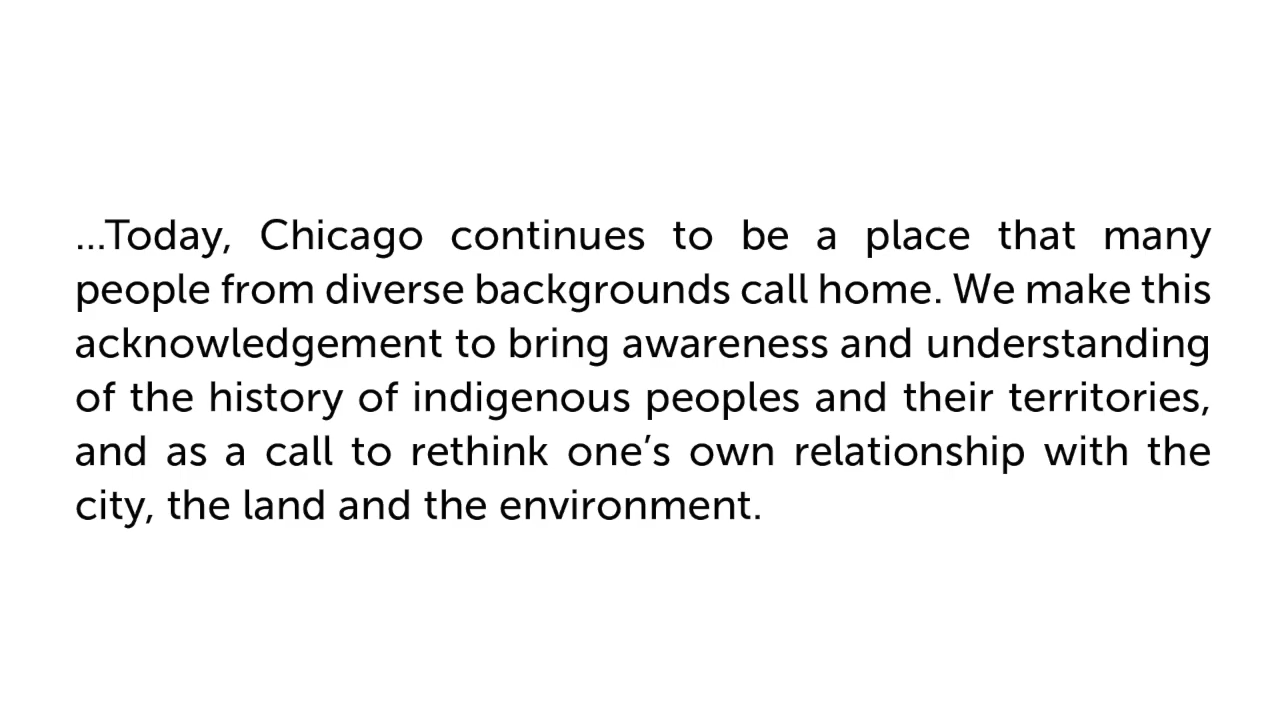 ...Today, Chicago continues to be a place that many
people from diverse backgrounds call home. We make this
acknowledgement to bring awareness and understanding
of the history of indigenous peoples and their territories,
and as a call to rethink one’s own relationship with the
city, the land and the environment.